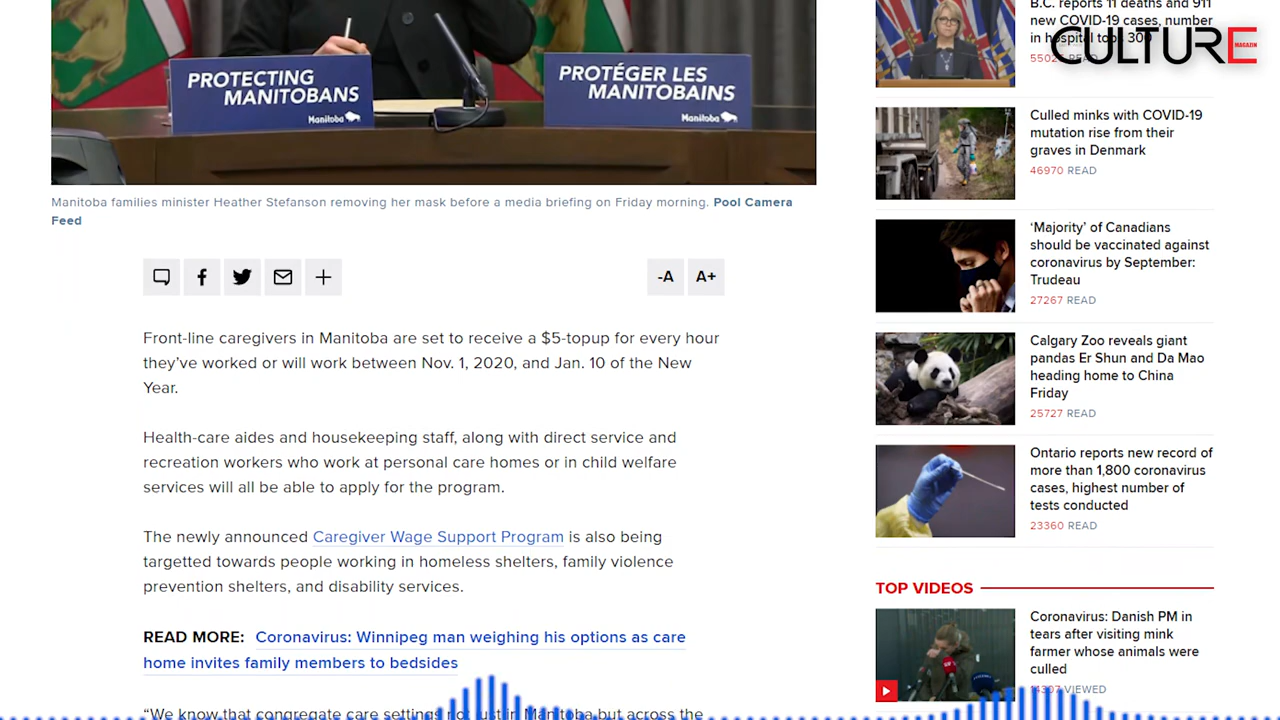 PROTECTING
MANITOBANS
Manitoba
PROTÉGER LES
MANITOBAINS
Manitoba
Manitoba families minister Heather Stefanson removing her mask before a media briefing on Friday morning. Pool Camera
Feed
-A
A+
Front-line caregivers in Manitoba are set to receive a $5-topup for every hour
they've worked or will work between Nov. 1, 2020, and Jan. 10 of the New
Year.
Health-care aides and housekeeping staff, along with direct service and
recreation workers who work at personal care homes or in child welfare
services will all be able to apply for the program.
The newly announced Caregiver Wage Support Program is also being
targetted towards people working in homeless shelters, family violence
prevention shelters, and disability services.
READ MORE: Coronavirus: Winnipeg man weighing his options as care
home invites family members to bedsides
“We know that congregate care settings not just in Manitoba but across the
B.C. reports 11 deaths and 911
new COVID-19 cases, number
in hospital top 300
CULTURE
MAGAZIN
READ
Culled minks with COVID-19
mutation rise from their
graves in Denmark
46970 READ
‘Majority’ of Canadians
should be vaccinated against
coronavirus by September:
Trudeau
27267 READ
Calgary Zoo reveals giant
pandas Er Shun and Da Mao
heading home to China
Friday
25727 READ
Ontario reports new record of
more than 1,800 coronavirus
cases, highest number of
tests conducted
23360 READ
TOP VIDEOS
Coronavirus: Danish PM in
tears after visiting mink
farmer whose animals were
culled
14307 VIEWED